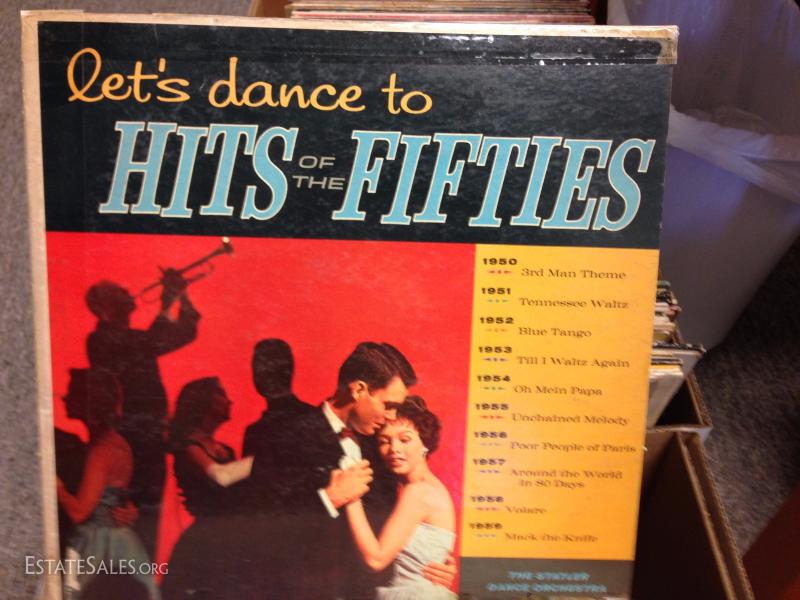 let's dance to
HITS OF THE FIFTIES
1950
3rd Man Theme
1951
Tennessee Waltz
1952
Blue Tango
1953
Till I Waltz Again
1954
Oh Mein Papa
1955
Unchained Melody
1956
Poor People of Paris
1957
Around the World
in 80 Days
1958
Volare
1959
Mack the Knife
THE STATLER
DANCE ORCHESTRA
ESTATESALES.ORG